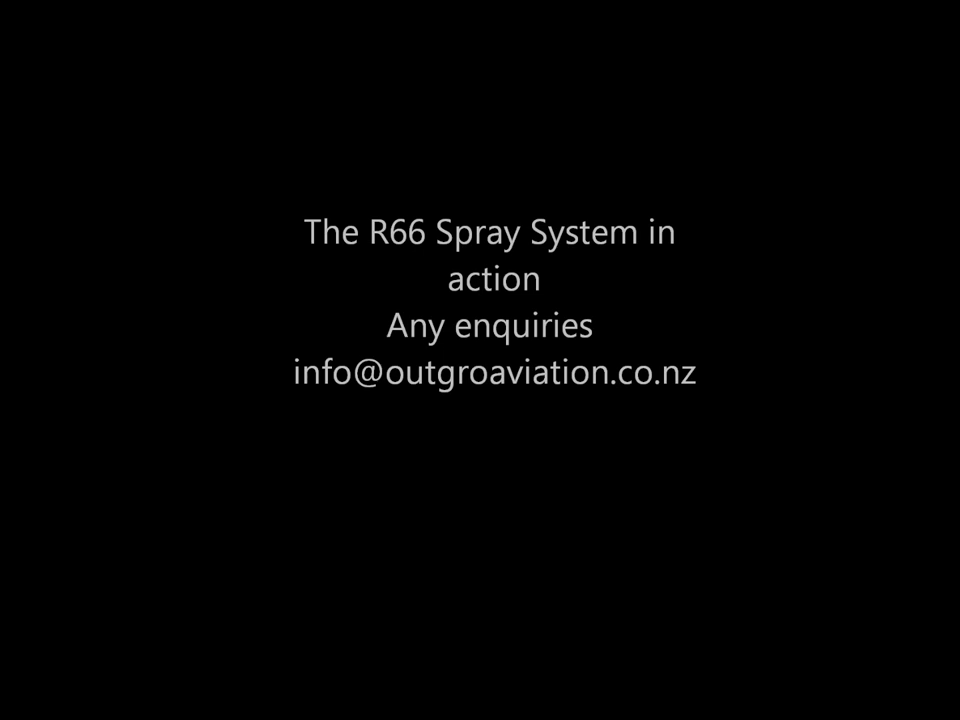 The R66 Spray System in
action
Any enquiries
info@outgroaviation.co.nz